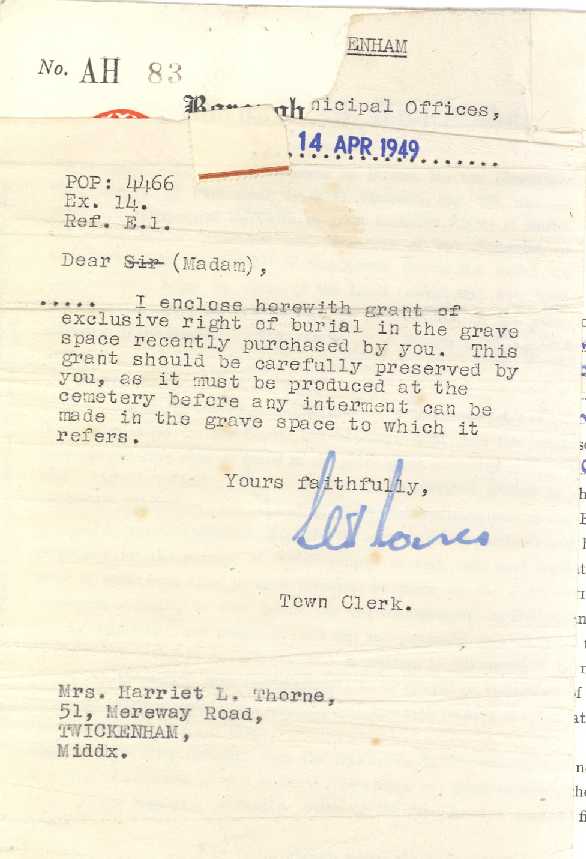 ENHAM
No. AH 83
Borough
nicipal Offices,
14 APR 1949
POP: 4466
Ex. 14.
Ref. E.1.
Dear Sir (Madam),
..... I enclose herewith grant of
exclusive right of burial in the grave
space recently purchased by you. This
grant should be carefully preserved by
you, as it must be produced at the
cemetery before any interment can be
made in the grave space to which it
refers.
Yours faithfully,
Town Clerk.
Mrs. Harriet L. Thorne,
51, Mereway Road,
TWICKENHAM,
Middx.